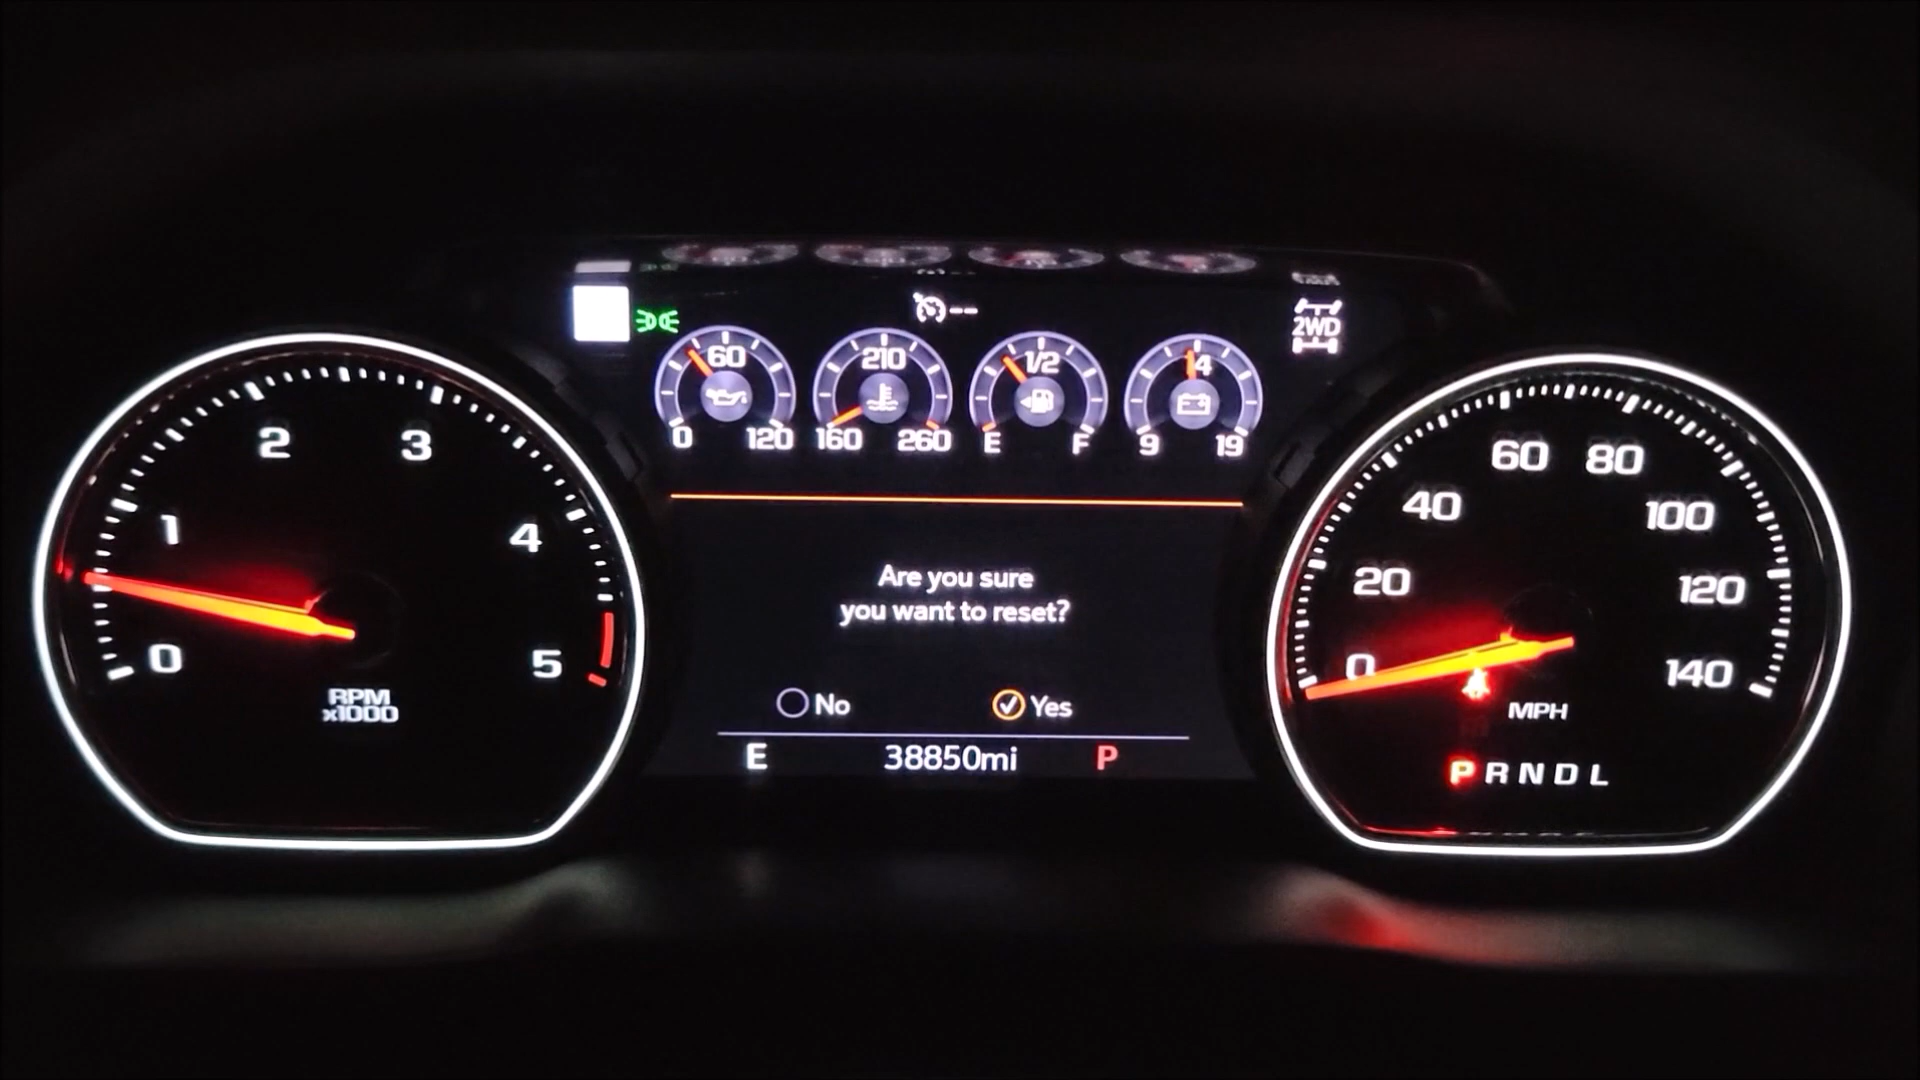 2WD
60
0 120
210
160 260
1/2
E F
4
9 19
0 1 2 3 4 5
RPM
x1000
Are you sure
you want to reset?
No Yes
E 38850mi P
0 20 40 60 80 100 120 140
MPH
P R N D L